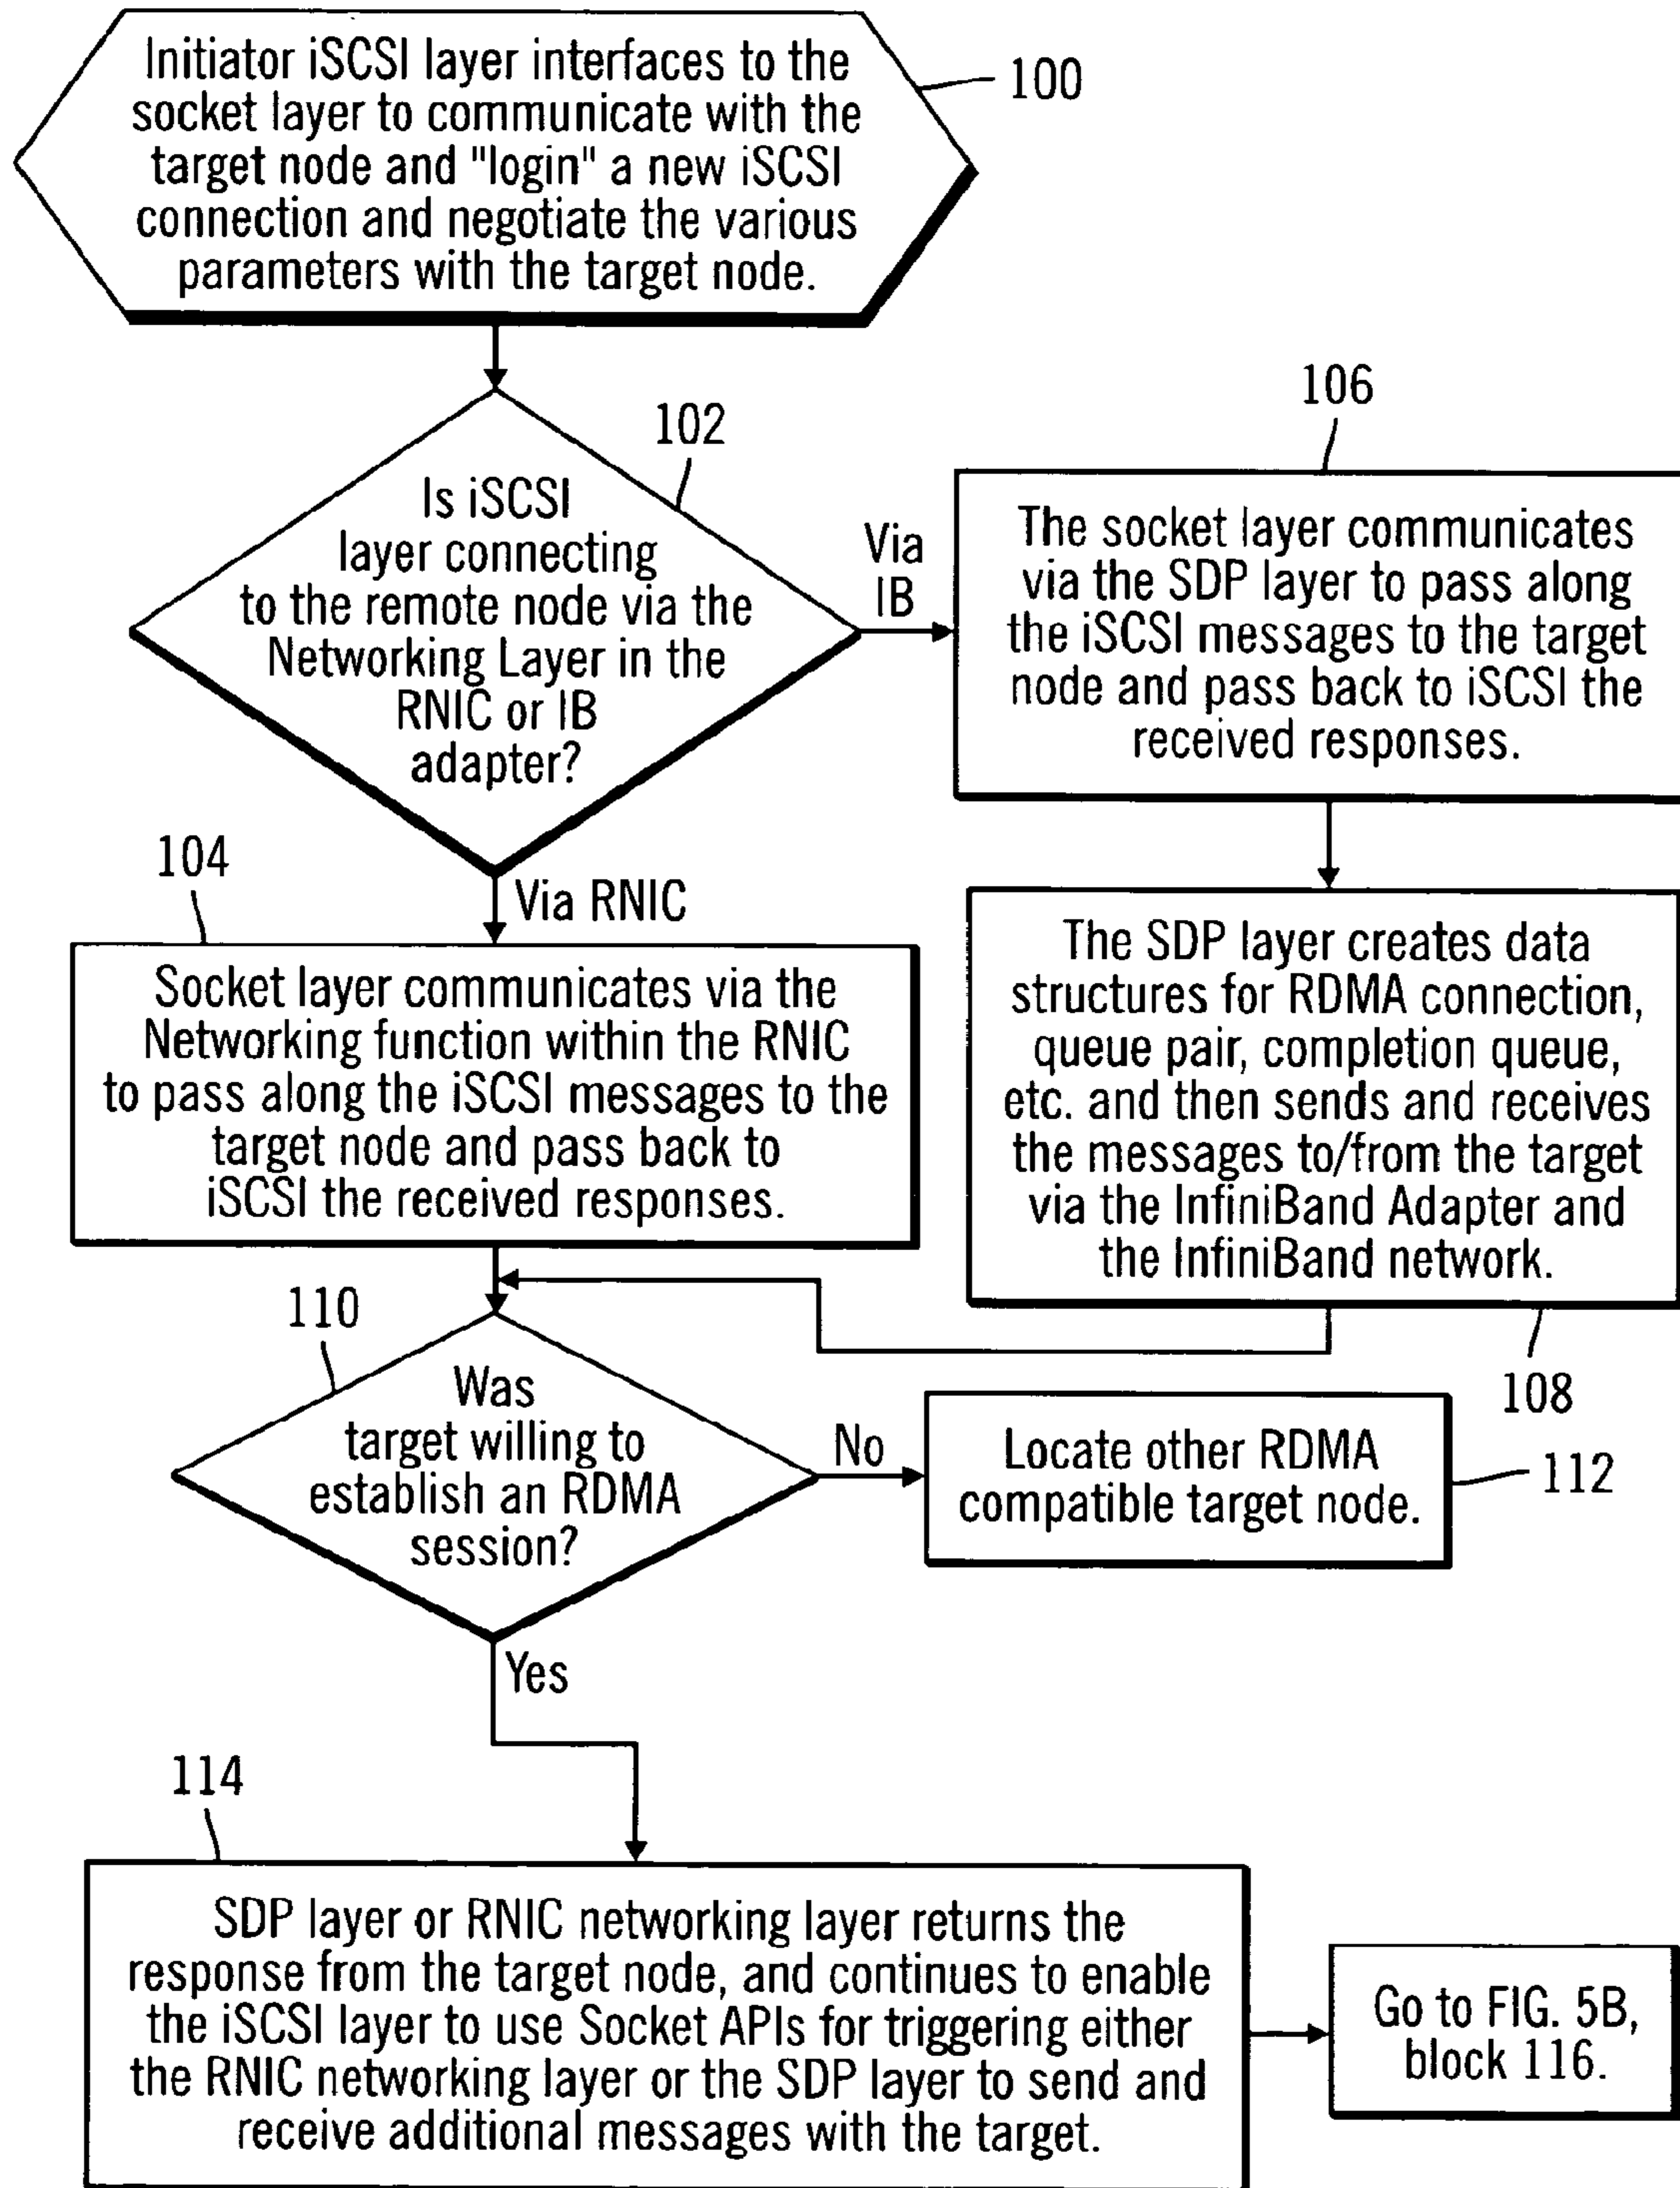 Initiator iSCSI layer interfaces to the
socket layer to communicate with the
target node and "login" a new iSCSI
connection and negotiate the various
parameters with the target node.
100
102
Is iSCSI
layer connecting
to the remote node via the
Networking Layer in the
RNIC or IB
adapter?
Via
IB
106
The socket layer communicates
via the SDP layer to pass along
the iSCSI messages to the target
node and pass back to iSCSI the
received responses.
Via RNIC
104
Socket layer communicates via the
Networking function within the RNIC
to pass along the iSCSI messages to the
target node and pass back to
iSCSI the received responses.
The SDP layer creates data
structures for RDMA connection,
queue pair, completion queue,
etc. and then sends and receives
the messages to/from the target
via the InfiniBand Adapter and
the InfiniBand network.
108
110
Was
target willing to
establish an RDMA
session?
No
Locate other RDMA
compatible target node.
112
Yes
114
SDP layer or RNIC networking layer returns the
response from the target node, and continues to enable
the iSCSI layer to use Socket APIs for triggering either
the RNIC networking layer or the SDP layer to send and
receive additional messages with the target.
Go to FIG. 5B,
block 116.